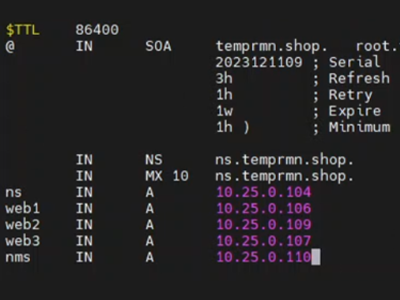 $TTL 86400
@ IN SOA temprmn.shop. root.
2023121109 ; Serial
3h ; Refresh
1h ; Retry
1w ; Expire
1h ) ; Minimum
IN NS ns.temprmn.shop.
IN MX 10 ns.temprmn.shop.
ns IN A 10.25.0.104
web1 IN A 10.25.0.106
web2 IN A 10.25.0.109
web3 IN A 10.25.0.107
nms IN A 10.25.0.110